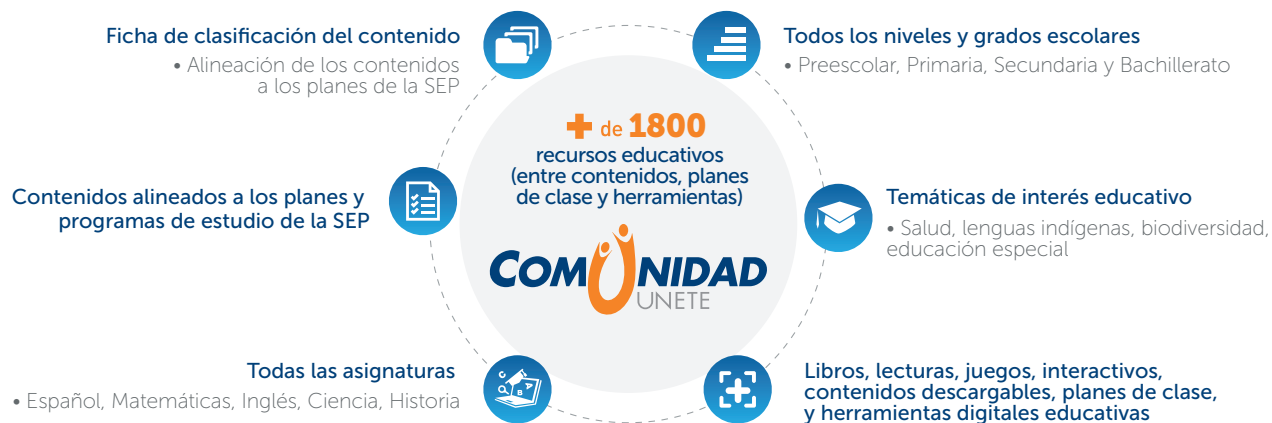 Ficha de clasificación del contenido
• Alineación de los contenidos
a los planes de la SEP
Todos los niveles y grados escolares
• Preescolar, Primaria, Secundaria y Bachillerato
+ de 1800
recursos educativos
(entre contenidos, planes
de clase y herramientas)
COMUNIDAD
UNETE
Contenidos alineados a los planes y
programas de estudio de la SEP
Temáticas de interés educativo
• Salud, lenguas indígenas, biodiversidad,
educación especial
Todas las asignaturas
• Español, Matemáticas, Inglés, Ciencia, Historia
C
A
B
Libros, lecturas, juegos, interactivos,
contenidos descargables, planes de clase,
y herramientas digitales educativas